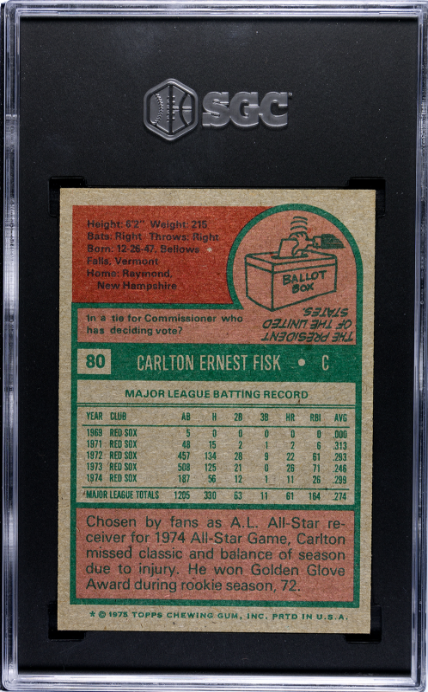 SGC
Height: 6'2" Weight: 215
Bats: Right Throws: Right
Born: 12-26-47, Bellows
Falls, Vermont
Home: Raymond,
New Hampshire
BALLOT
BOX
In a tie for Commissioner who
has deciding vote?
THE PRESIDENT
OF THE UNITED
STATES.
80 CARLTON ERNEST FISK • C
MAJOR LEAGUE BATTING RECORD
YEAR CLUB AB H 2B 3B HR RBI AVG
1969 RED SOX 5 0 0 0 0 0 .000
1971 RED SOX 48 15 2 1 2 6 .313
1972 RED SOX 457 134 28 9 22 61 .293
1973 RED SOX 508 125 21 0 26 71 .246
1974 RED SOX 187 56 12 1 11 26 .299
MAJOR LEAGUE TOTALS 1205 330 63 11 61 164 .274
Chosen by fans as A.L. All-Star re-
ceiver for 1974 All-Star Game, Carlton
missed classic and balance of season
due to injury. He won Golden Glove
Award during rookie season, 72.
* © 1975 TOPPS CHEWING GUM, INC. PRTD IN U.S.A.